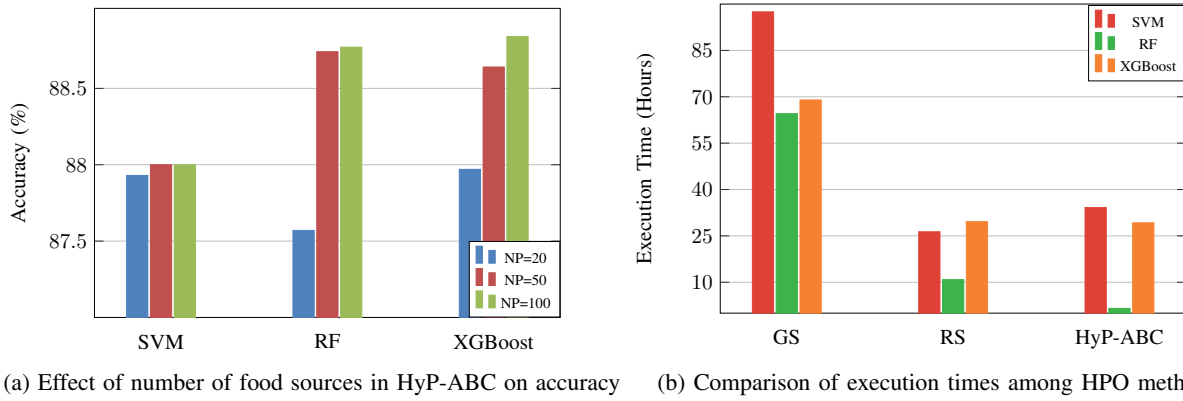 Accuracy (%)
88.5
88
87.5
NP=20
NP=50
NP=100
SVM
RF
XGBoost
(a) Effect of number of food sources in HyP-ABC on accuracy
Execution Time (Hours)
85
70
55
40
25
10
SVM
RF
XGBoost
GS
RS
HyP-ABC
(b) Comparison of execution times among HPO meth